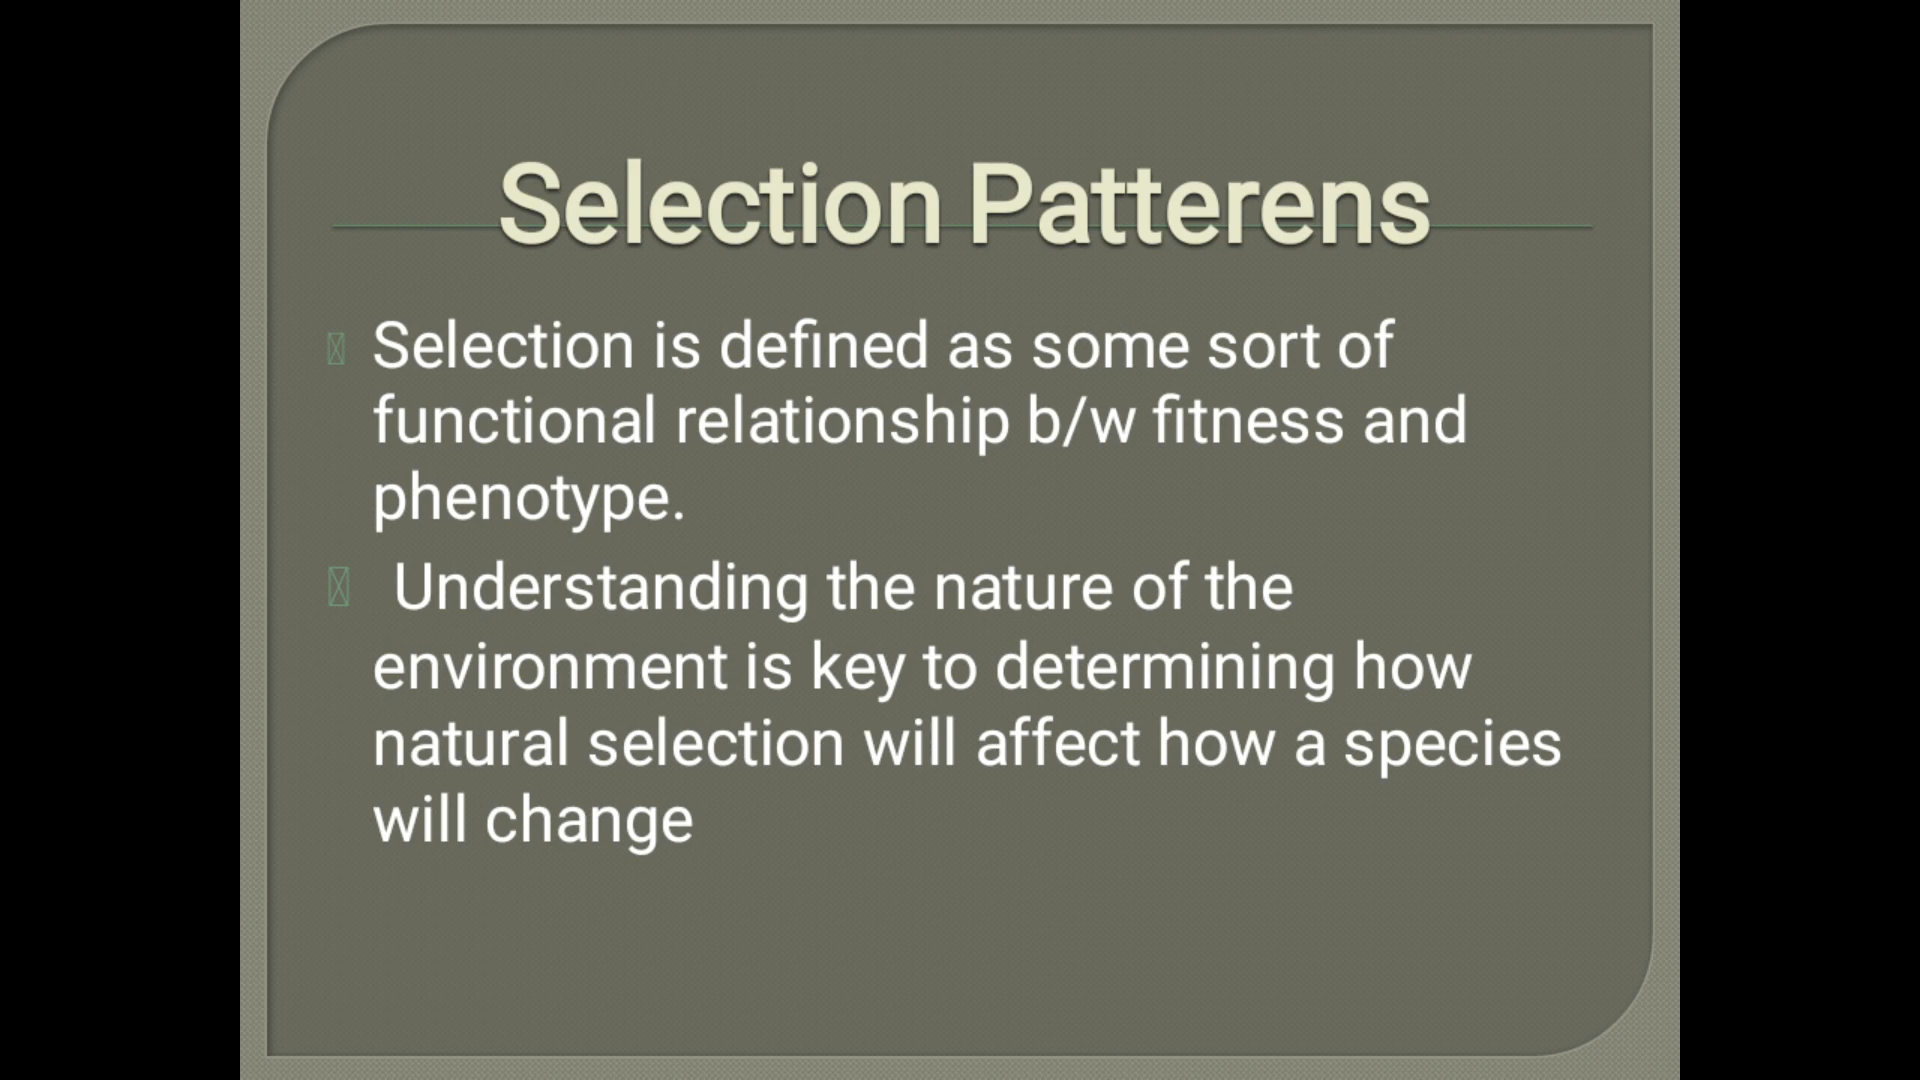 Selection Patterens
Selection is defined as some sort of
functional relationship b/w fitness and
phenotype.
Understanding the nature of the
environment is key to determining how
natural selection will affect how a species
will change